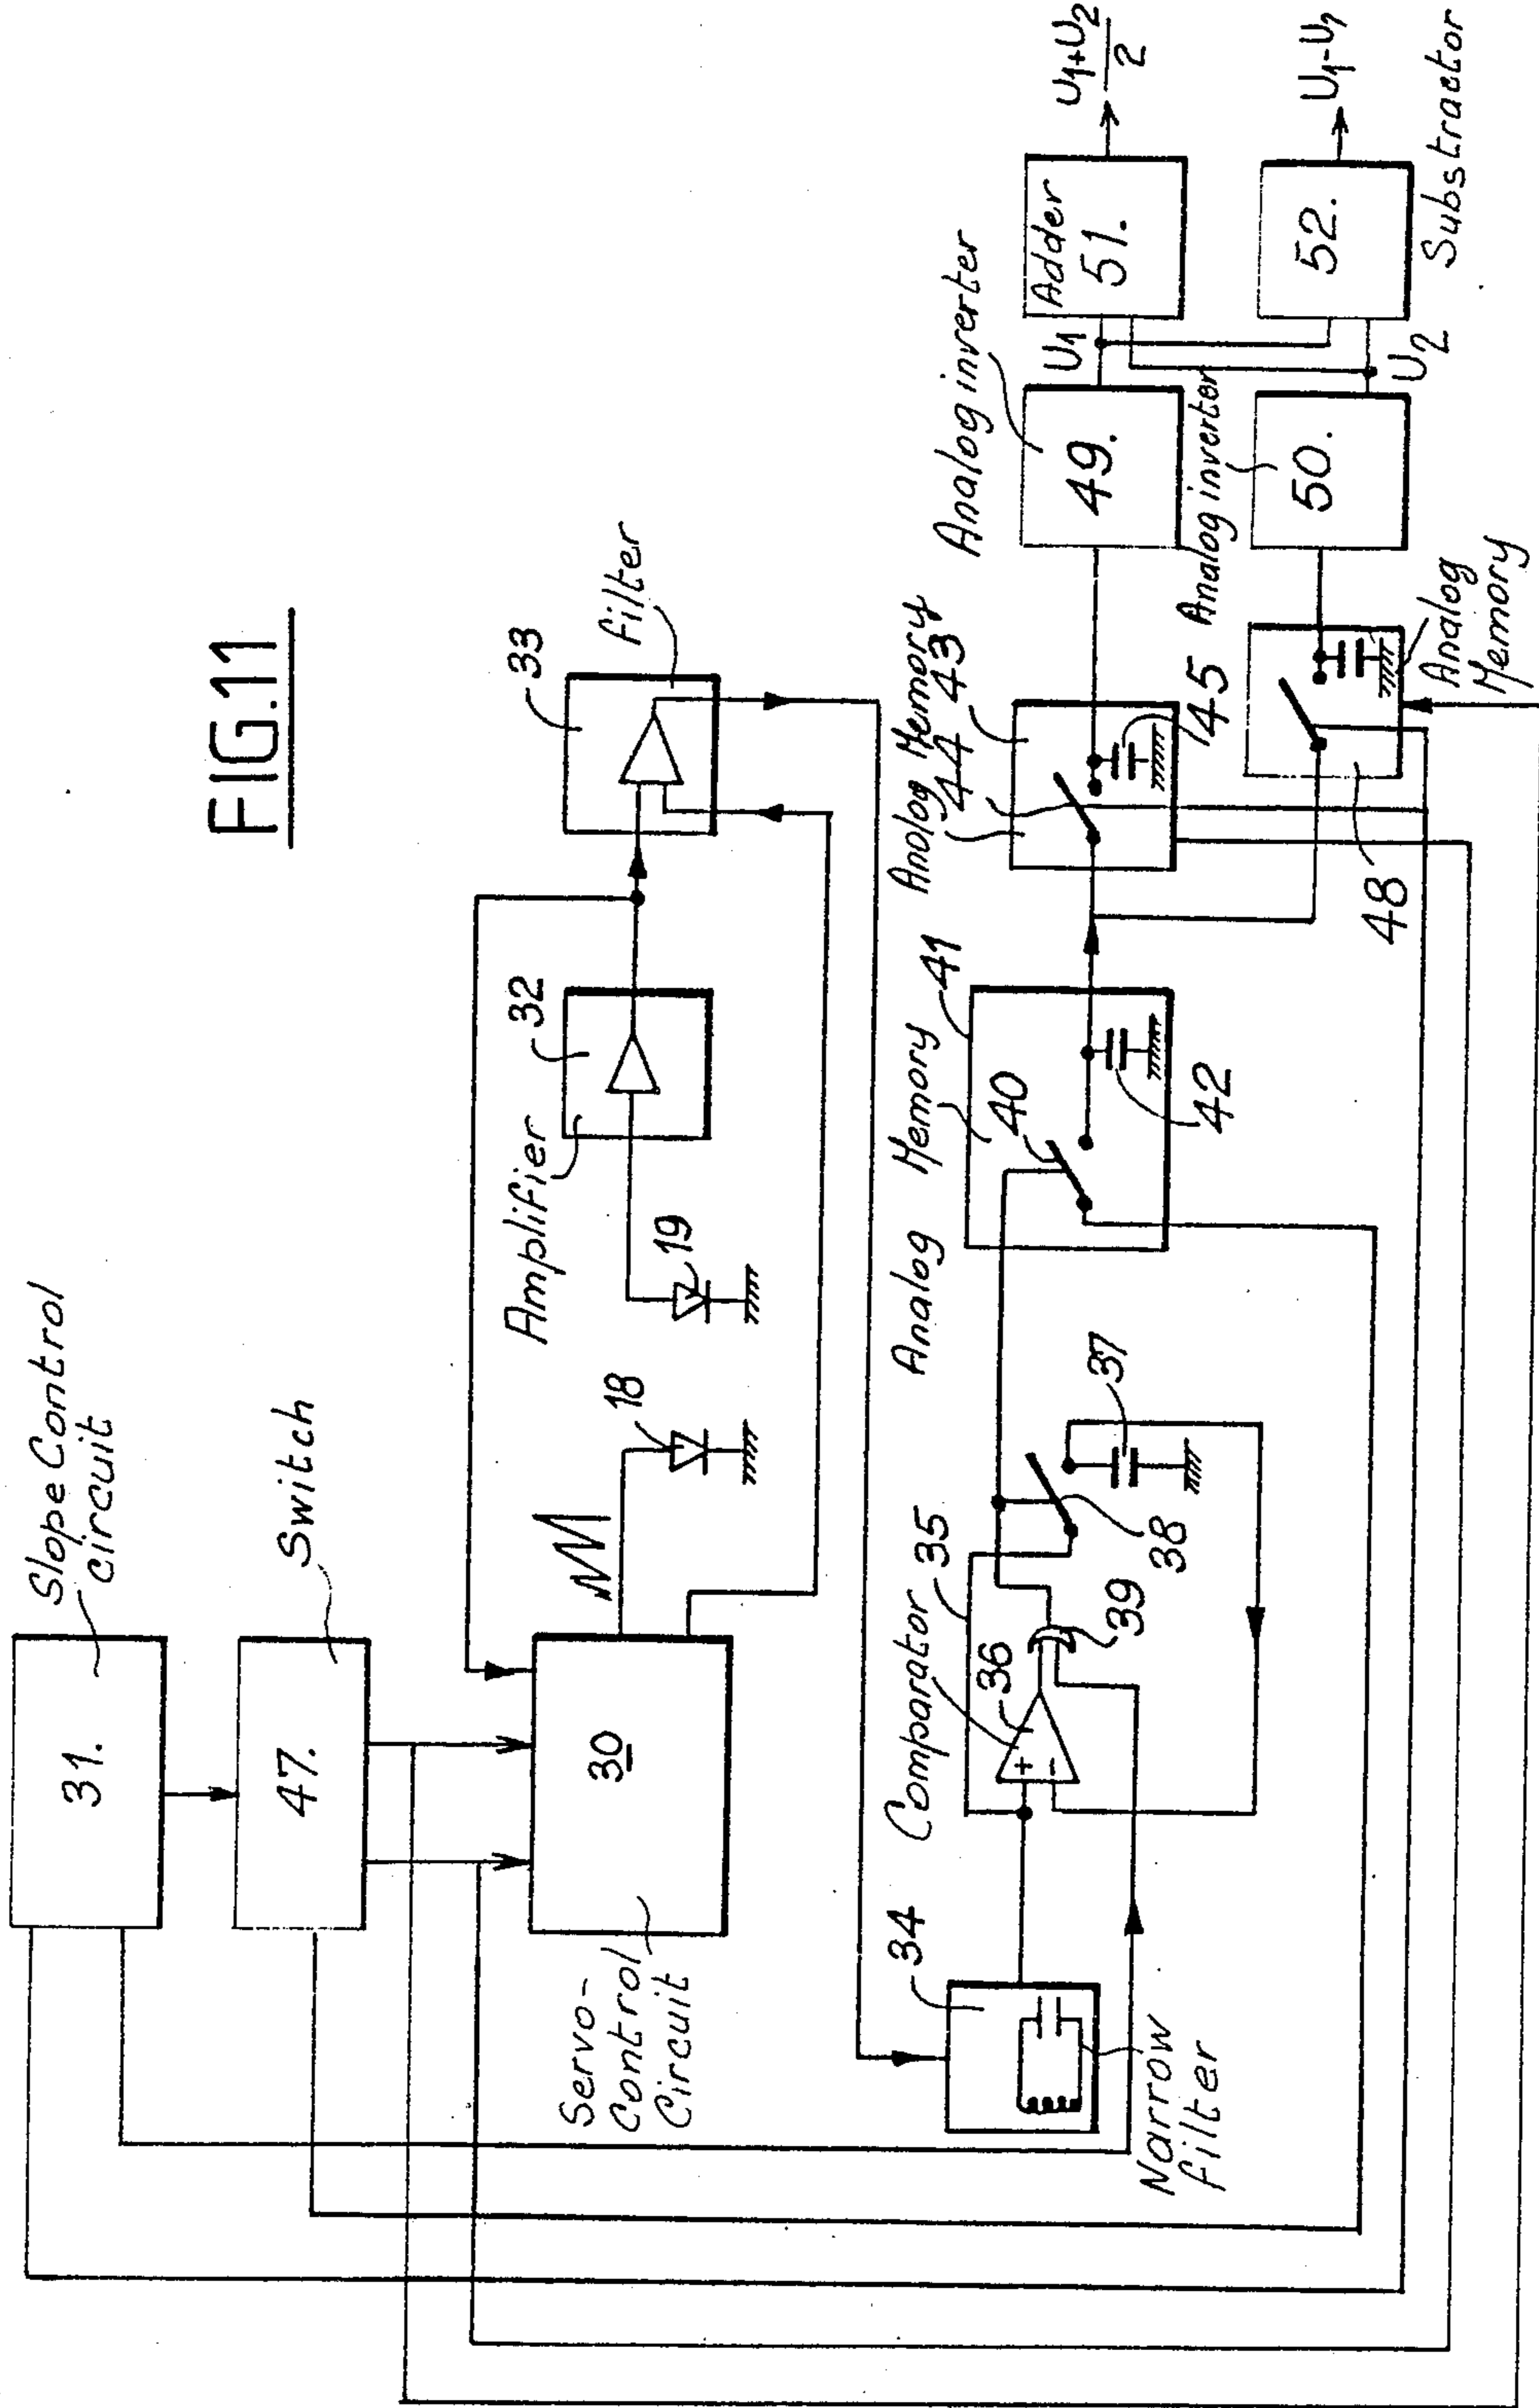 FIG.11
Slope Control
circuit
31.
Switch
47.
Servo-
Control
Circuit
30
18
19
Amplifier
32
33
filter
34
Narrow
filter
Comparator
35
36
39
38
37
Analog Memory
41
40
42
Anolog Memory
44
43
45
48
Analog
Memory
Analog inverter
49.
Analog inverter
50.
U1
U2
Adder
51.
52.
Substractor
U1+U2
2
U1-U2